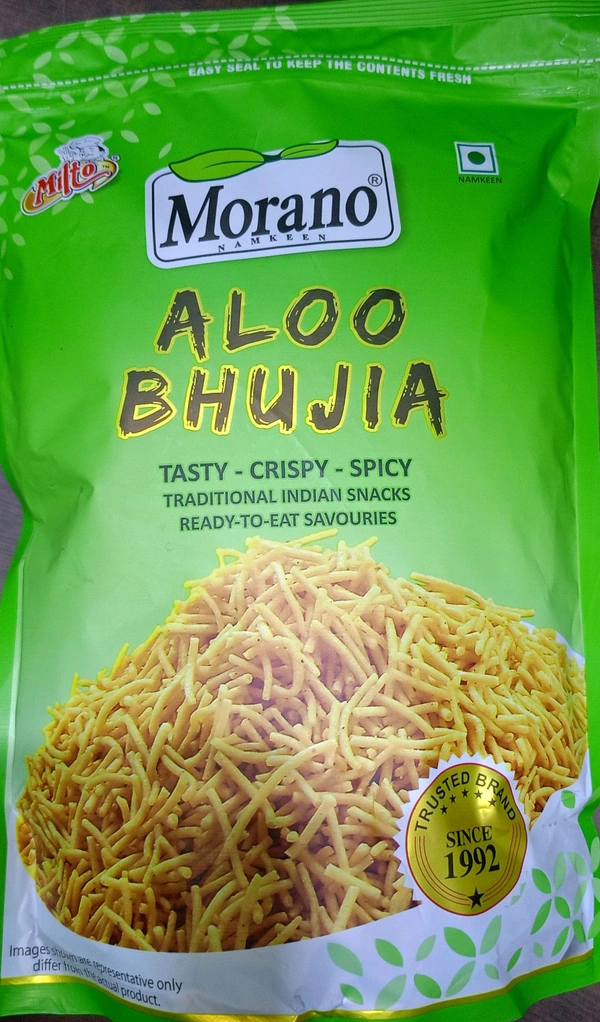 EASY SEAL TO KEEP THE CONTENTS FRESH
Milto
Morano®
NAMKEEN
NAMKEEN
ALOO
BHUJIA
TASTY - CRISPY - SPICY
TRADITIONAL INDIAN SNACKS
READY-TO-EAT SAVOURIES
TRUSTED BRAND
SINCE
1992
Images shown are representative only
differ from the actual product.